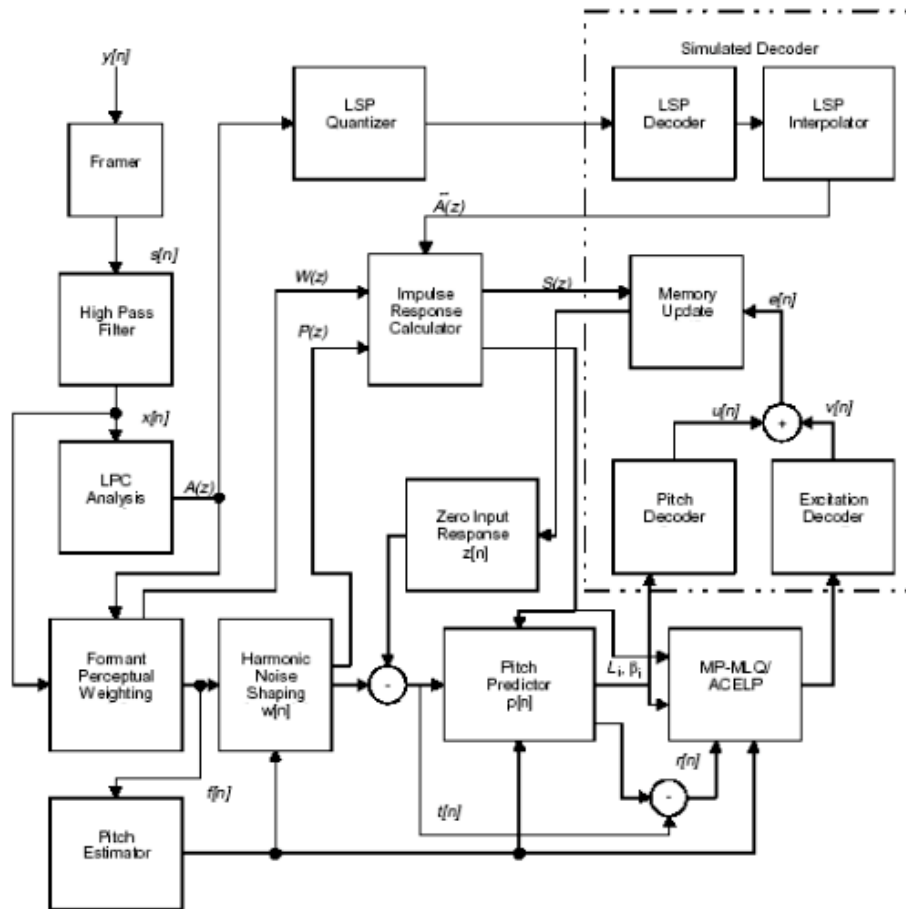 Simulated Decoder
y[n]
LSP
Quantizer
LSP
Decoder
LSP
Interpolator
Framer
Ã(z)
s[n]
High Pass
Filter
W(z)
P(z)
Impulse
Response
Calculator
S(z)
Memory
Update
e[n]
x[n]
u[n]
v[n]
+
LPC
Analysis
A(z)
Zero Input
Response
z[n]
Pitch
Decoder
Excitation
Decoder
Formant
Perceptual
Weighting
Harmonic
Noise
Shaping
w[n]
-
Pitch
Predictor
p[n]
Li, βi
MP-MLQ/
ACELP
f[n]
t[n]
-
r[n]
Pitch
Estimator